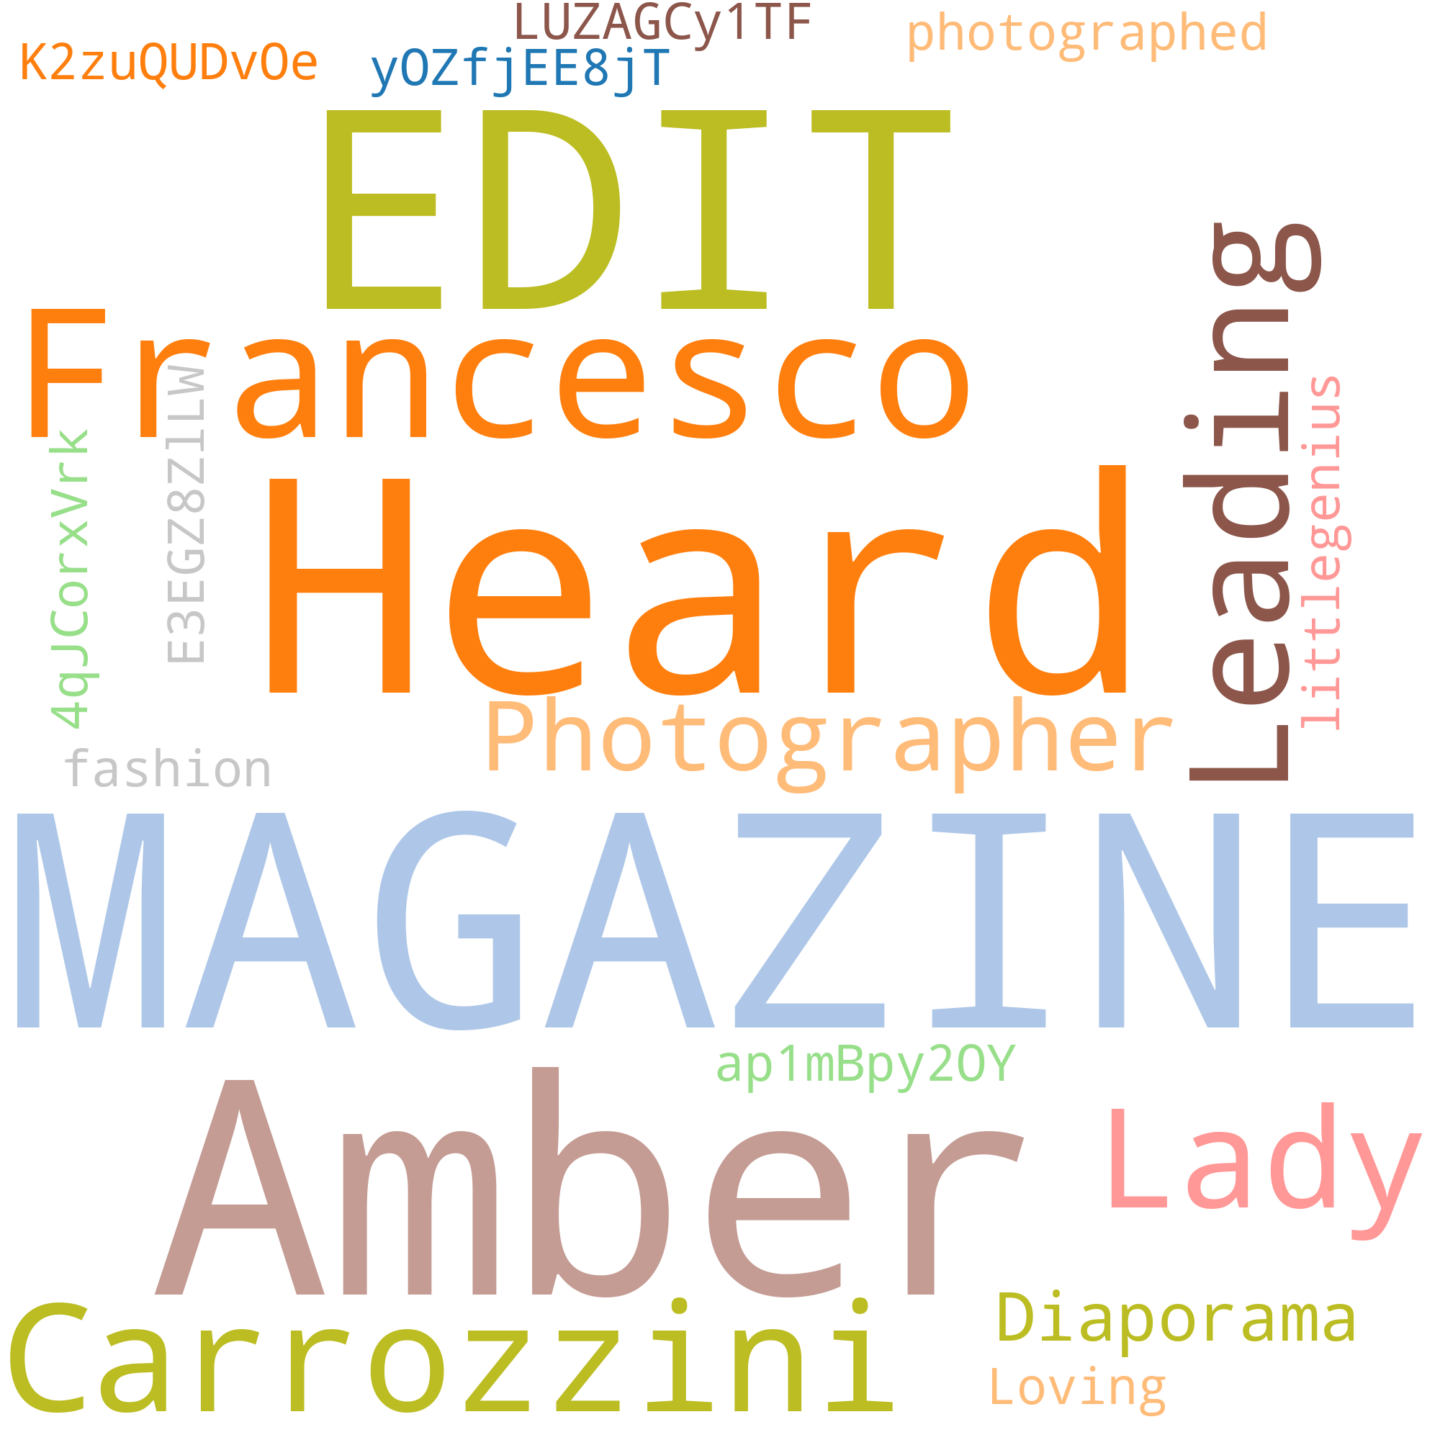 LUZAGCy1TF
photographed
K2zuQUDvOe
yOZfjEE8jT
EDIT
Francesco
Leading
littlegenius
E3EGZ8ZlLW
4qJCorxVrk
Heard
Photographer
fashion
MAGAZINE
ap1mBpy2OY
Amber
Lady
Carrozzini
Diaporama
Loving